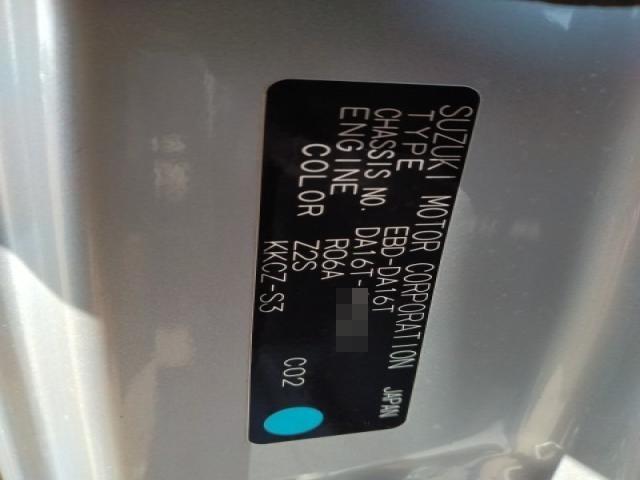 SUZUKI MOTOR CORPORATION JAPAN
TYPE EBD-DA16T
CHASSIS NO. DA16T-
ENGINE R06A
COLOR Z2S
KKCZ-S3 C02